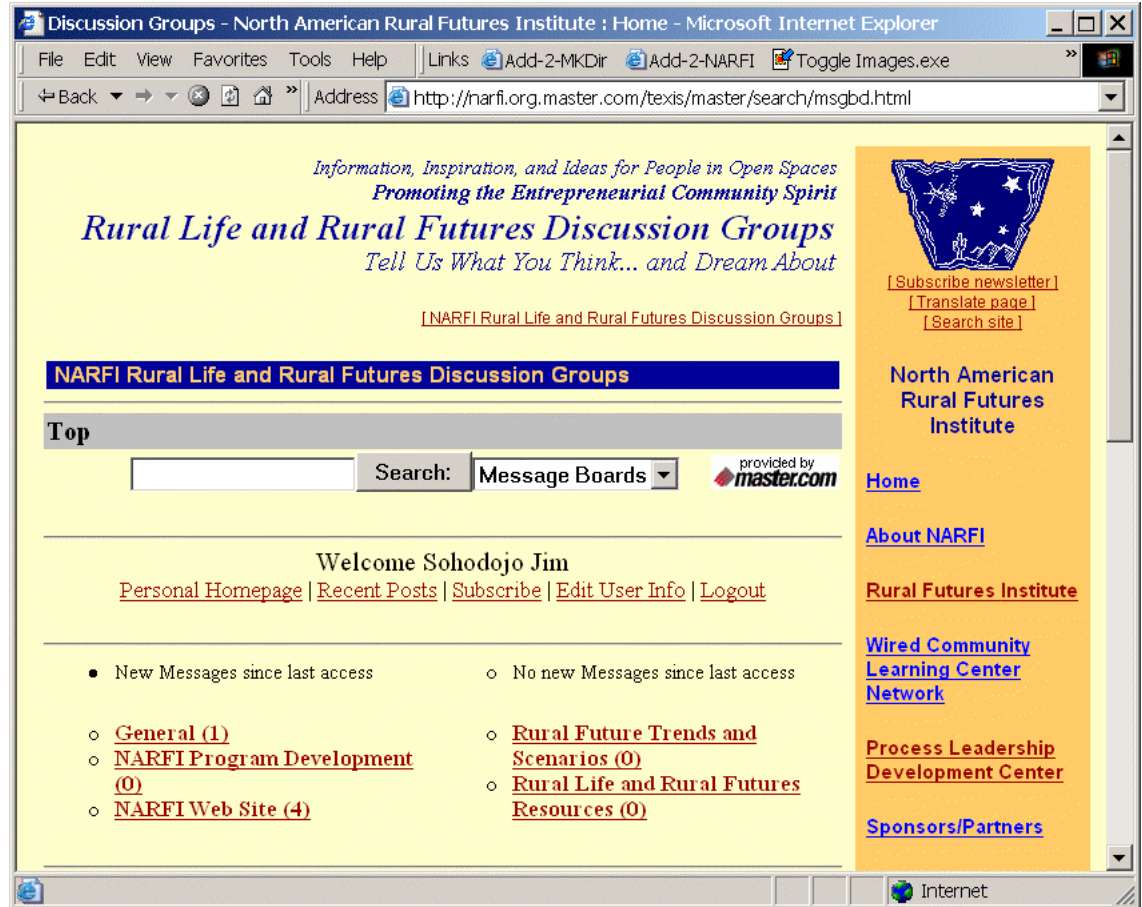 Discussion Groups - North American Rural Futures Institute : Home - Microsoft Internet Explorer
File Edit View Favorites Tools Help Links Add-2-MKDir Add-2-NARFI Toggle Images.exe »
Back » Address http://narfi.org.master.com/texis/master/search/msgbd.html
Information, Inspiration, and Ideas for People in Open Spaces
Promoting the Entrepreneurial Community Spirit
Rural Life and Rural Futures Discussion Groups
Tell Us What You Think... and Dream About
[ NARFI Rural Life and Rural Futures Discussion Groups ]
NARFI Rural Life and Rural Futures Discussion Groups
Top
Search: Message Boards provided by
master.com
Welcome Sohodojo Jim
Personal Homepage | Recent Posts | Subscribe | Edit User Info | Logout
New Messages since last access
No new Messages since last access
General (1)
NARFI Program Development
(0)
NARFI Web Site (4)
Rural Future Trends and
Scenarios (0)
Rural Life and Rural Futures
Resources (0)
[ Subscribe newsletter ]
[ Translate page ]
[ Search site ]
North American
Rural Futures
Institute
Home
About NARFI
Rural Futures Institute
Wired Community
Learning Center
Network
Process Leadership
Development Center
Sponsors/Partners
Internet